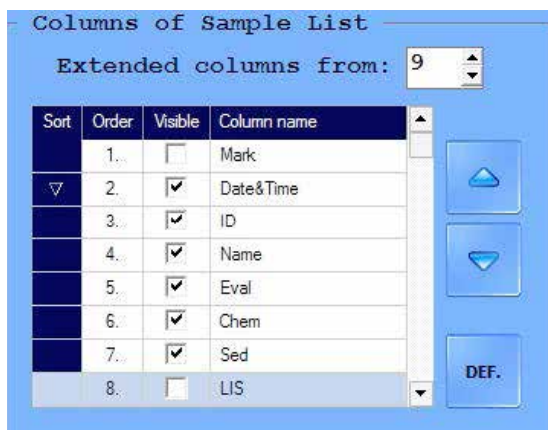 Columns of Sample List
Extended columns from: 9
Sort Order Visible Column name
1. Mark
2. Date&Time
3. ID
4. Name
5. Eval
6. Chem
7. Sed
8. LIS
DEF.